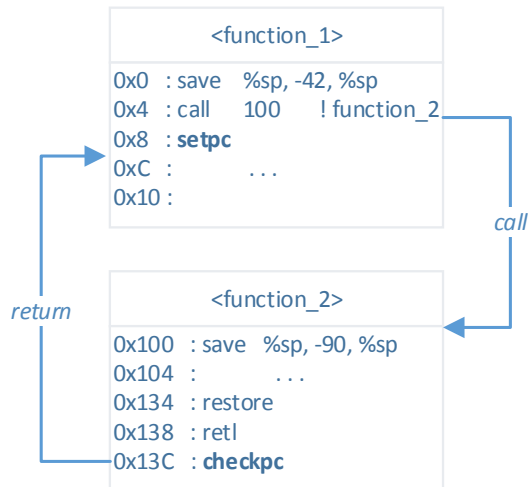 <function_1>
0x0 : save %sp, -42, %sp
0x4 : call 100 ! function_2
0x8 : setpc
0xC : . . .
0x10 :
call
return
<function_2>
0x100 : save %sp, -90, %sp
0x104 : . . .
0x134 : restore
0x138 : retl
0x13C : checkpc